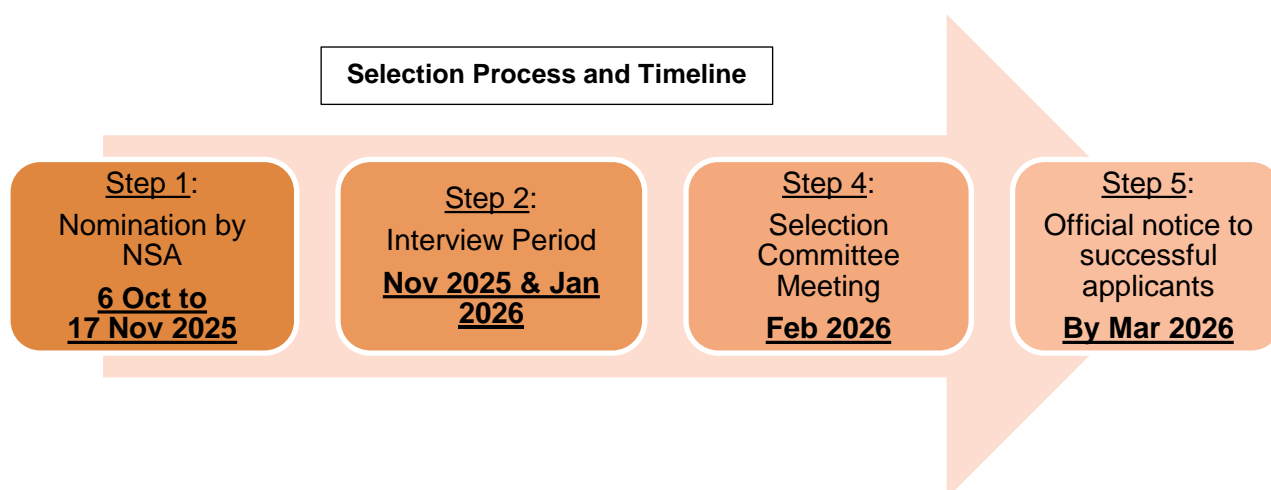 Selection Process and Timeline
Step 1:
Nomination by
NSA
6 Oct to
17 Nov 2025
Step 2:
Interview Period
Nov 2025 & Jan
2026
Step 4:
Selection
Committee
Meeting
Feb 2026
Step 5:
Official notice to
successful
applicants
By Mar 2026